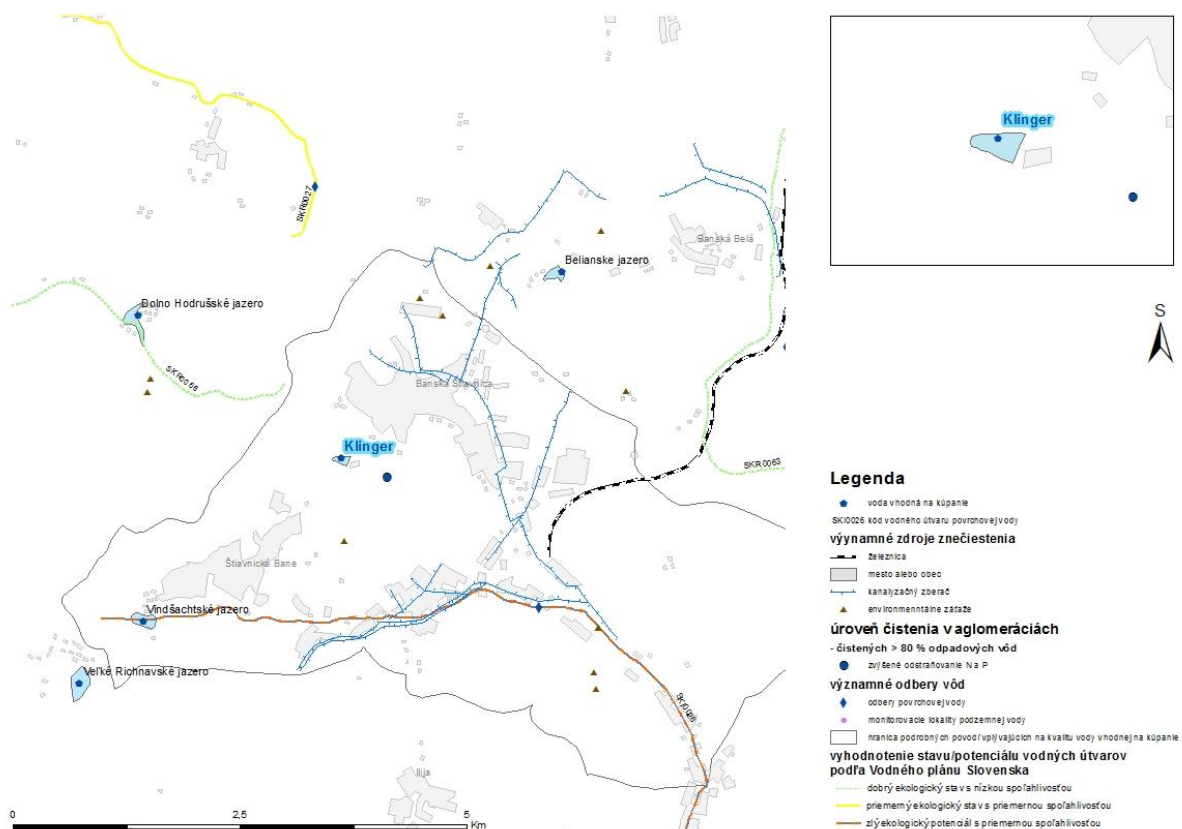 Klinger
S
SKR0027
Banská Belá
Belianske jazero
Dolno Hodrušské jazero
SKR0066
Banská Štiavnica
Klinger
SKR0063
Štiavnické Bane
Vindšachtské jazero
Veľké Richnavské jazero
SKI0026
Ilija
0
2,5
5
Km
Legenda
voda vhodná na kúpanie
SKI0026 kód vodného útvaru povrchovej vody
významné zdroje znečiestenia
železnica
mesto alebo obec
kanalizačný zberač
environmentálne záťaže
úroveň čistenia v aglomeráciách
- čistených > 80 % odpadových vôd
zvýšené odstraňovanie N a P
významné odbery vôd
odbery povrchovej vody
monitorovacie lokality podzemnej vody
hranica podrobných povodí vplývajúcich na kvalitu vody vhodnej na kúpanie
vyhodnotenie stavu/potenciálu vodných útvarov
podľa Vodného plánu Slovenska
dobrý ekologický stav s nízkou spoľahlivosťou
priemerný ekologický stav s priemernou spoľahlivosťou
zlý ekologický potenciál s priemernou spoľahlivosťou